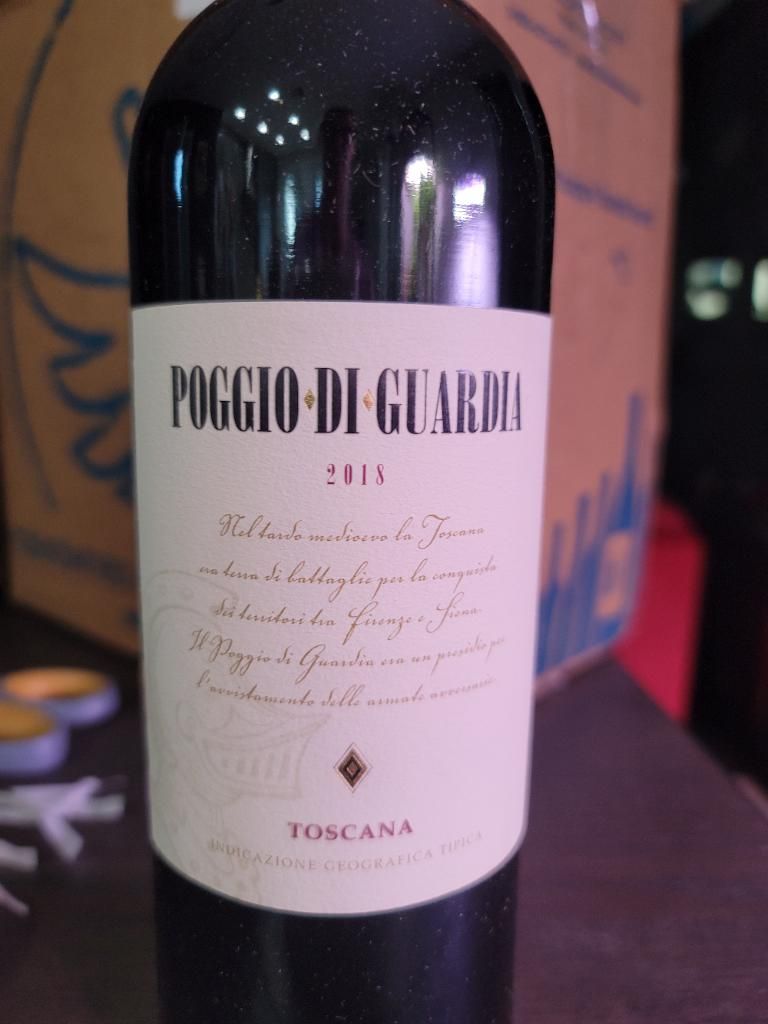 POGGIO DI GUARDIA
2018
Nel tardo medioevo la Toscana
era terra di battaglie per la conquista
dei territori tra Firenze e Siena.
Il Poggio di Guardia era un presidio per
l'avvistamento delle armate avversarie.
TOSCANA
INDICAZIONE GEOGRAFICA TIPICA